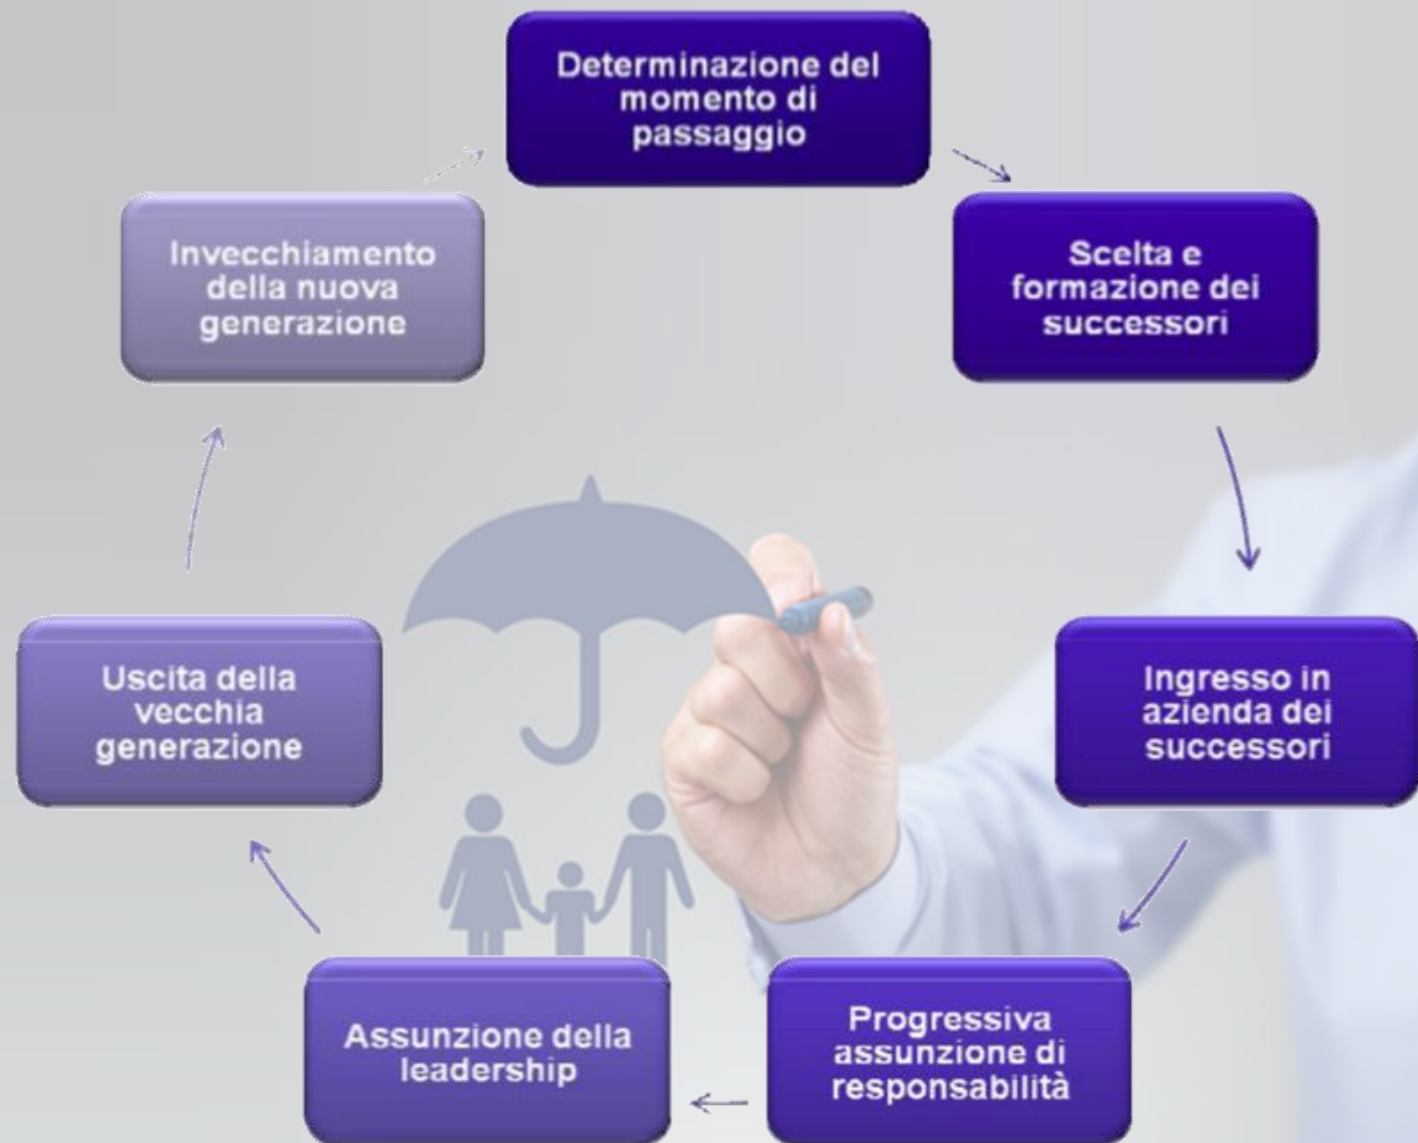 Determinazione del
momento di
passaggio
Scelta e
formazione dei
successori
Ingresso in
azienda dei
successori
Progressiva
assunzione di
responsabilità
Assunzione della
leadership
Uscita della
vecchia
generazione
Invecchiamento
della nuova
generazione